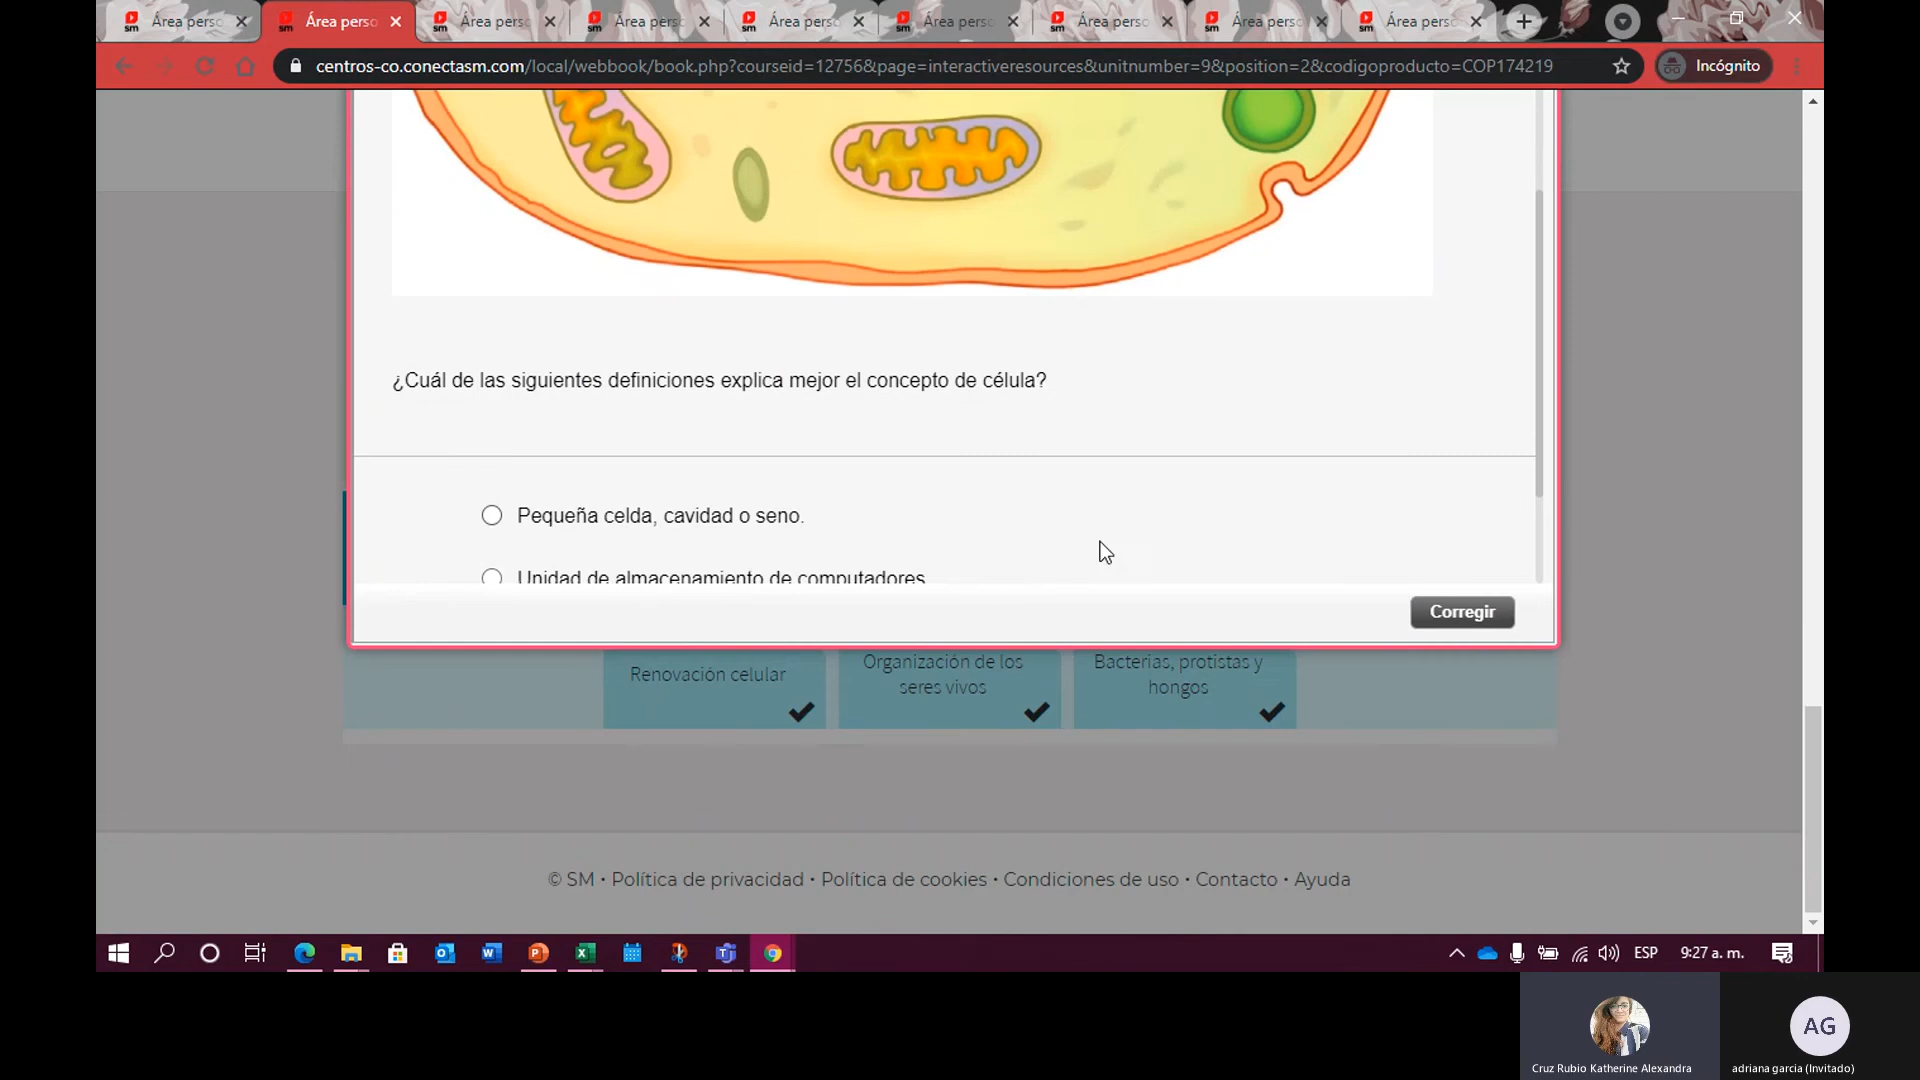 Área perso
Área perso
Área perso
Área perso
Área perso
Área perso
Área perso
Área perso
Área perso
centros-co.conectasm.com/local/webbook/book.php?courseid=12756&page=interactiveresources&unitnumber=9&position=2&codigoproducto=COP174219
Incógnito
¿Cuál de las siguientes definiciones explica mejor el concepto de célula?
Pequeña celda, cavidad o seno.
Unidad de almacenamiento de computadores
Corregir
Renovación celular
Organización de los
seres vivos
Bacterias, protistas y
hongos
© SM • Política de privacidad • Política de cookies • Condiciones de uso • Contacto • Ayuda
ESP
9:27 a. m.
AG
Cruz Rubio Katherine Alexandra
adriana garcia (Invitado)